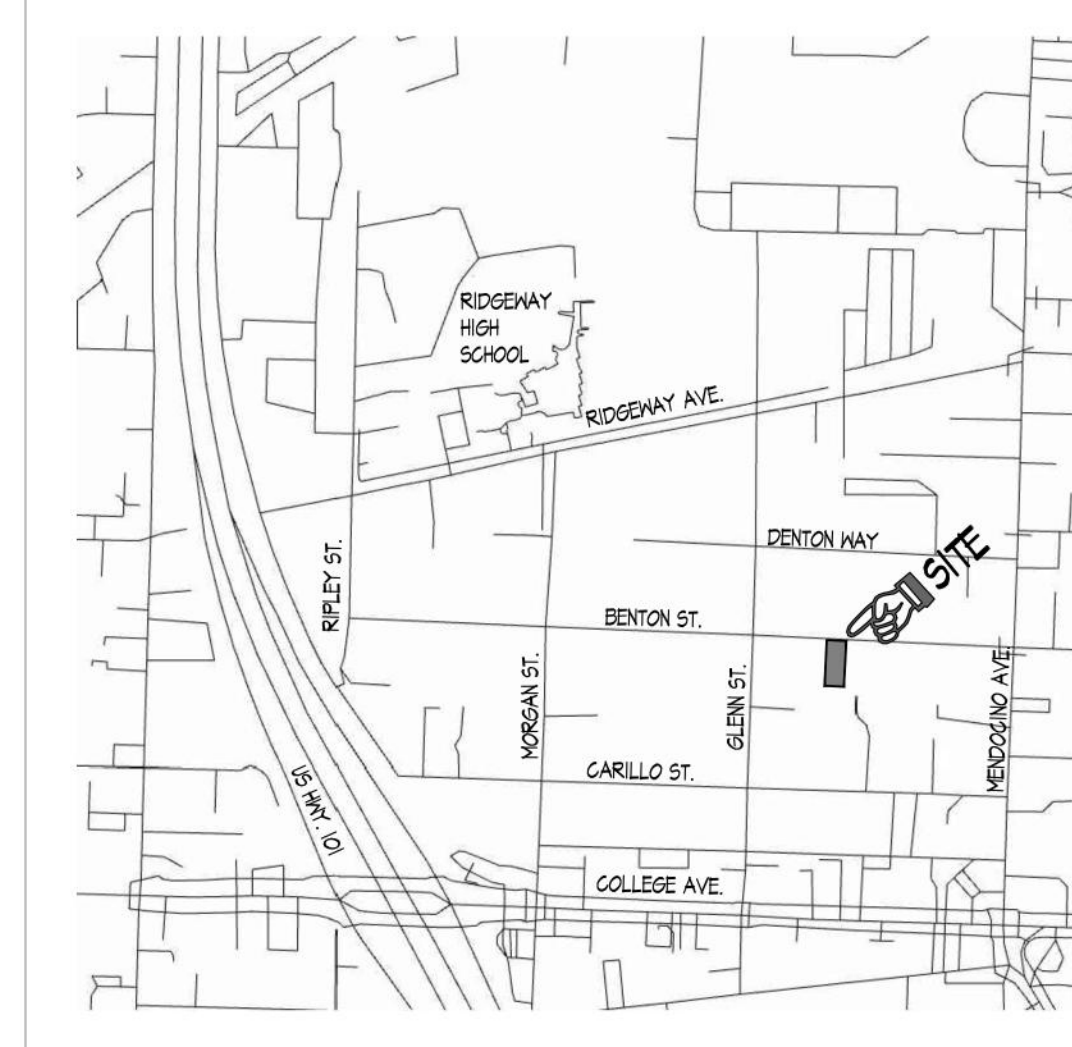 RIDGEWAY
HIGH
SCHOOL
RIDGEWAY AVE.
DENTON WAY
SITE
RIPLEY ST.
BENTON ST.
MORGAN ST.
GLENN ST.
MENDOCINO AVE.
CARILLO ST.
US HWY. 101
COLLEGE AVE.